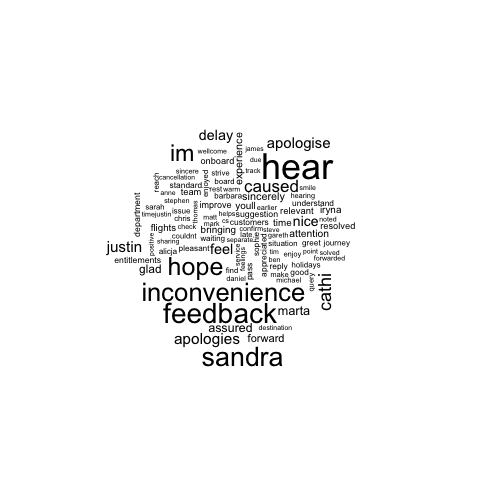 delay
experience
james
apologise
im
wellcome
onboard
due
hear
sincere
strive
track
cancellation
reach
enjoyed
board
caused
smile
standard
rest
warm
anne
team
barbara
sincerely
hearing
stephen
understand
department
sarah
thomas
improve
youll
earlier
relevant
iryna
timejustin
issue
matt
helps
suggestion
chris
mark
cs
customers
time
nice
noted
flights
check
bringing
confirm
steve
resolved
couldnt
waiting
late
gareth
attention
positive
sharing
separate
sophie
situation
greet
journey
justin
alicja
pleasant
feel
appreciated
tim
enjoy
point
solved
entitlements
feelings
ben
forwarded
glad
hope
find
pass
reply
holidays
make
good
daniel
michael
query
cathi
inconvenience
feedback
marta
assured
destination
apologies
forward
sandra